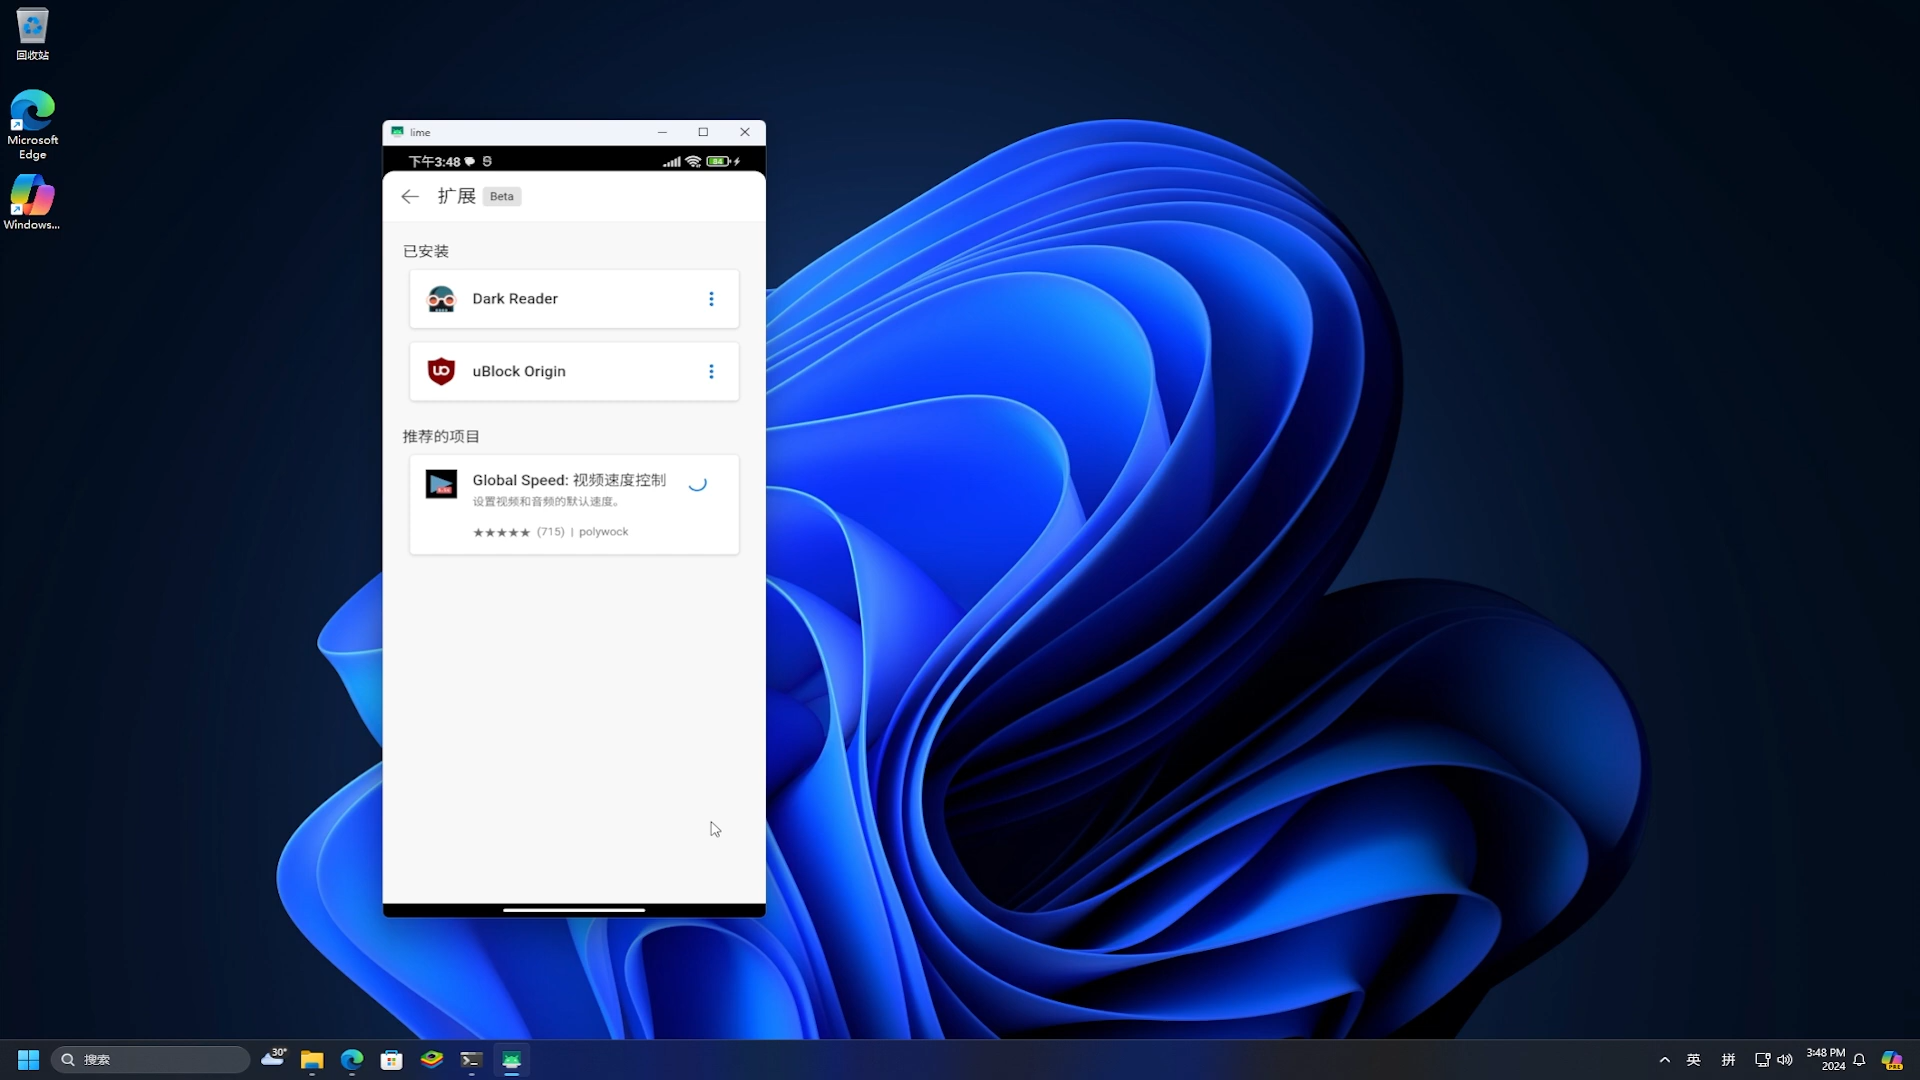 回收站
Microsoft
Edge
Windows...
lime
下午3:48
84
扩展 Beta
已安装
Dark Reader
uBlock Origin
推荐的项目
Global Speed: 视频速度控制
设置视频和音频的默认速度。
★★★★★ (715) | polywock
搜索
30°
英
拼
3:48 PM
2024
PRE